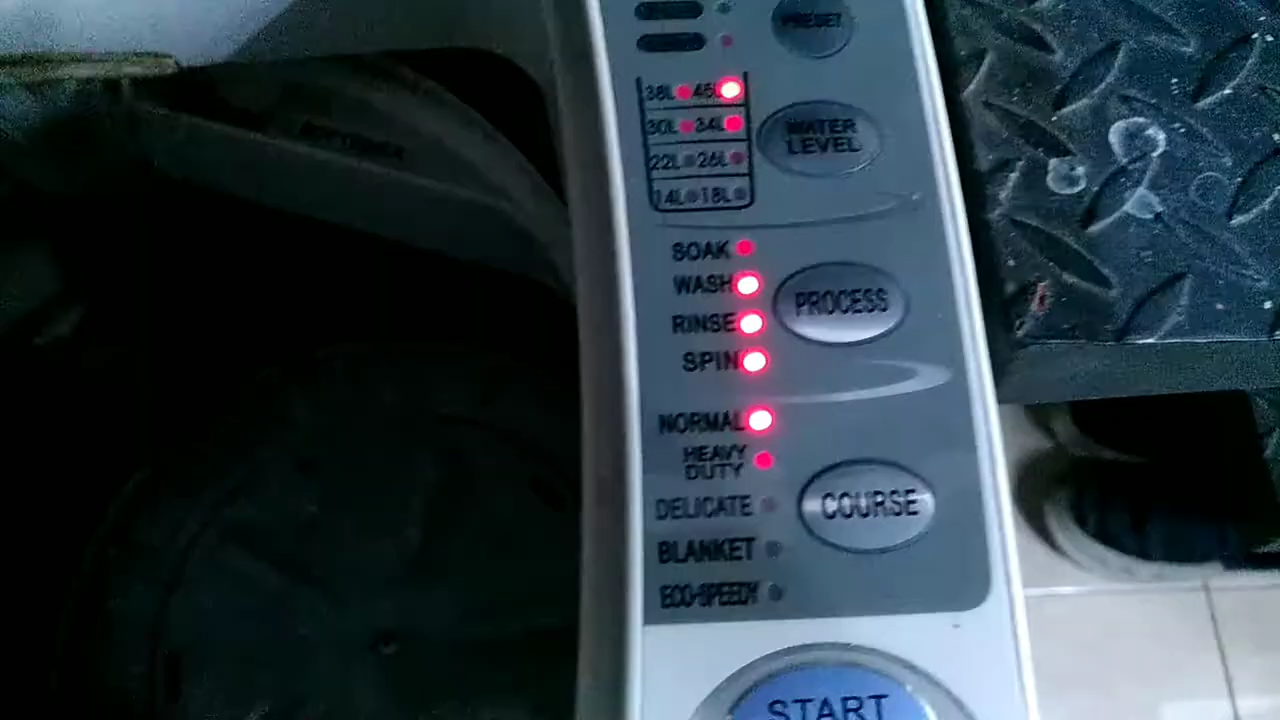 PRESET
38L 45L
30L 34L
WATER
LEVEL
22L 26L
14L 18L
SOAK
WASH
PROCESS
RINSE
SPIN
NORMAL
HEAVY
DUTY
DELICATE
COURSE
BLANKET
ECO-SPEEDY
START